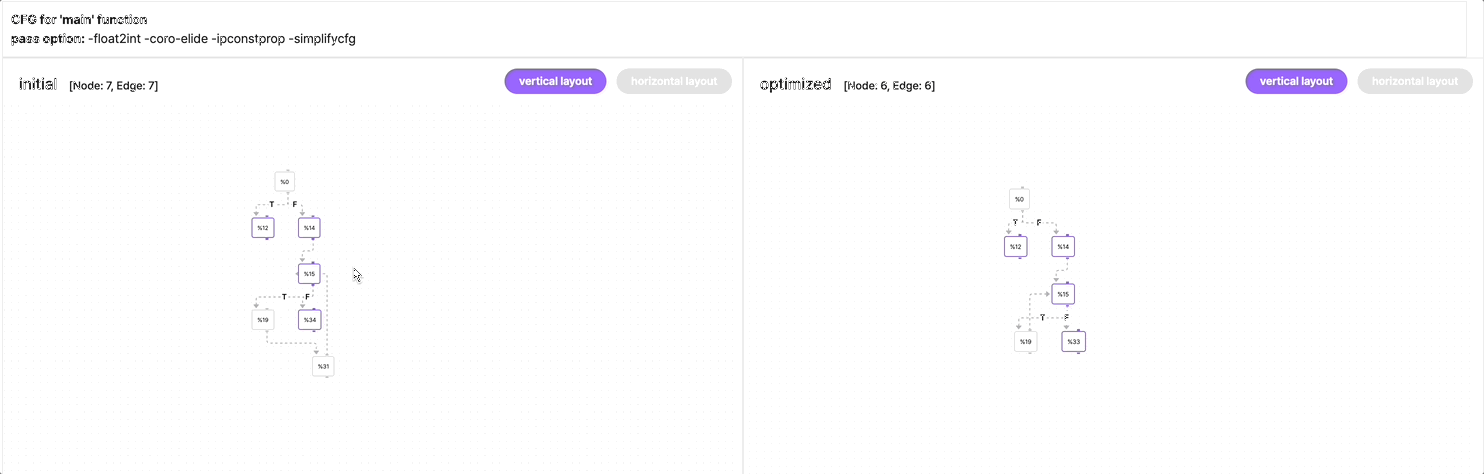 CFG for 'main' function
pass option: -float2int -coro-elide -ipconstprop -simplifycfg
initial [Node: 7, Edge: 7] vertical layout horizontal layout
%0
T F
%12 %14
%15
T F
%19 %34
%31
optimized [Node: 6, Edge: 6] vertical layout horizontal layout
%0
T F
%12 %14
%15
T F
%19 %33